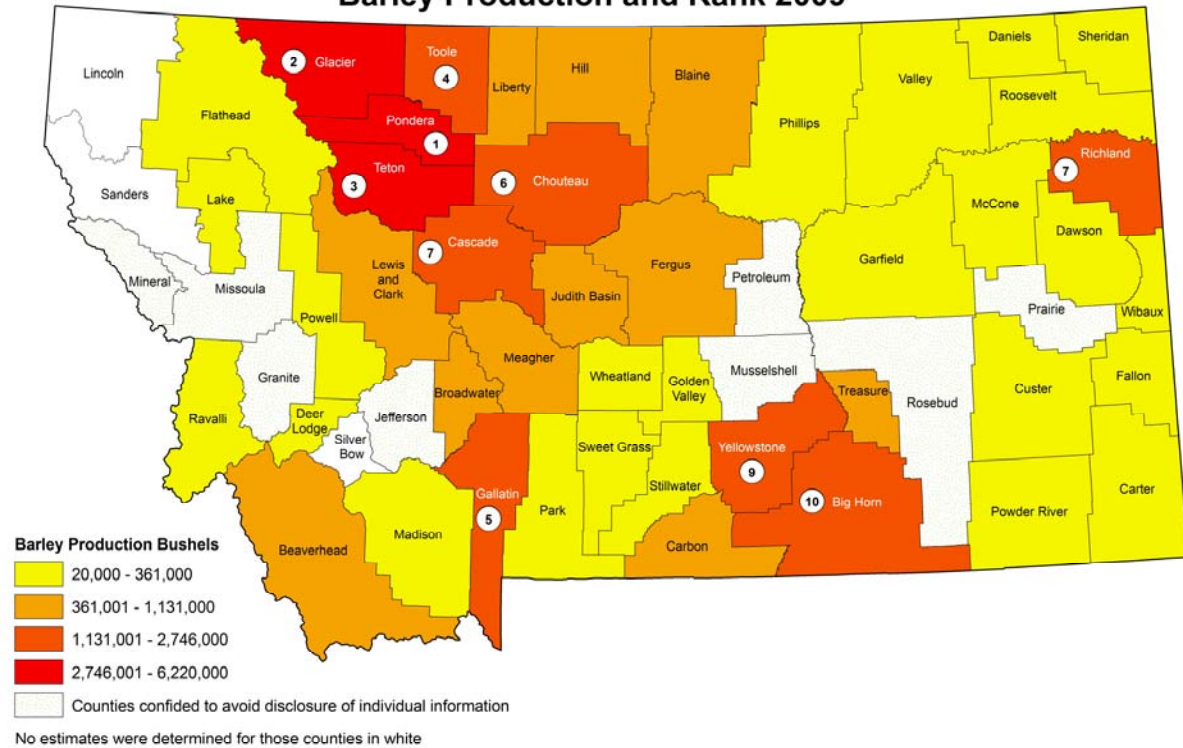 Barley Production and Rank 2009
Lincoln
Flathead
2
Glacier
Toole
4
Liberty
Hill
Blaine
Phillips
Valley
Daniels
Sheridan
Roosevelt
Richland
7
Pondera
1
Teton
3
6
Chouteau
Sanders
Lake
McCone
Dawson
Cascade
7
Lewis
and
Clark
Judith Basin
Fergus
Petroleum
Garfield
Mineral
Missoula
Powell
Prairie
Wibaux
Granite
Meagher
Wheatland
Golden
Valley
Musselshell
Treasure
Rosebud
Custer
Fallon
Ravalli
Deer
Lodge
Jefferson
Broadwater
Silver
Bow
Sweet Grass
Yellowstone
9
Stillwater
Gallatin
5
Park
10
Big Horn
Powder River
Carter
Beaverhead
Madison
Carbon
Barley Production Bushels
20,000 - 361,000
361,001 - 1,131,000
1,131,001 - 2,746,000
2,746,001 - 6,220,000
Counties confided to avoid disclosure of individual information
No estimates were determined for those counties in white